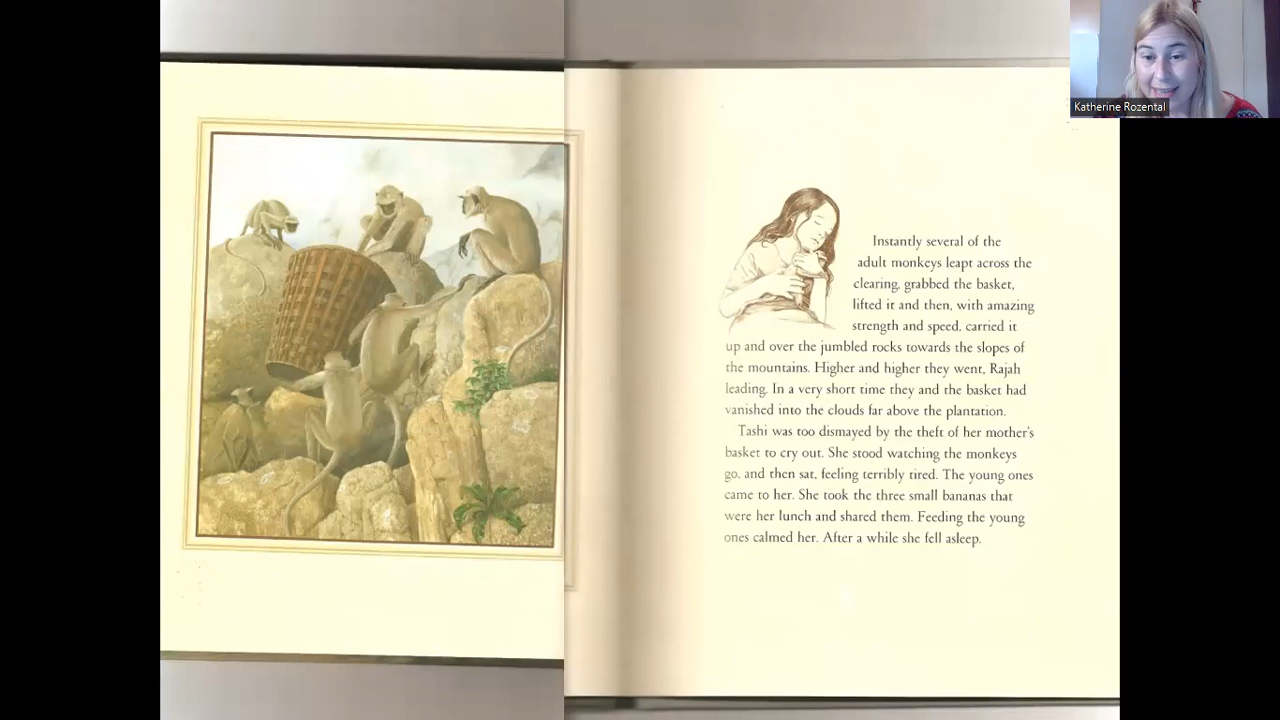 Katherine Rozental
Instantly several of the
adult monkeys leapt across the
clearing, grabbed the basket,
lifted it and then, with amazing
strength and speed, carried it
up and over the jumbled rocks towards the slopes of
the mountains. Higher and higher they went, Rajah
leading. In a very short time they and the basket had
vanished into the clouds far above the plantation.
Tashi was too dismayed by the theft of her mother's
basket to cry out. She stood watching the monkeys
go, and then sat, feeling terribly tired. The young ones
came to her. She took the three small bananas that
were her lunch and shared them. Feeding the young
ones calmed her. After a while she fell asleep.